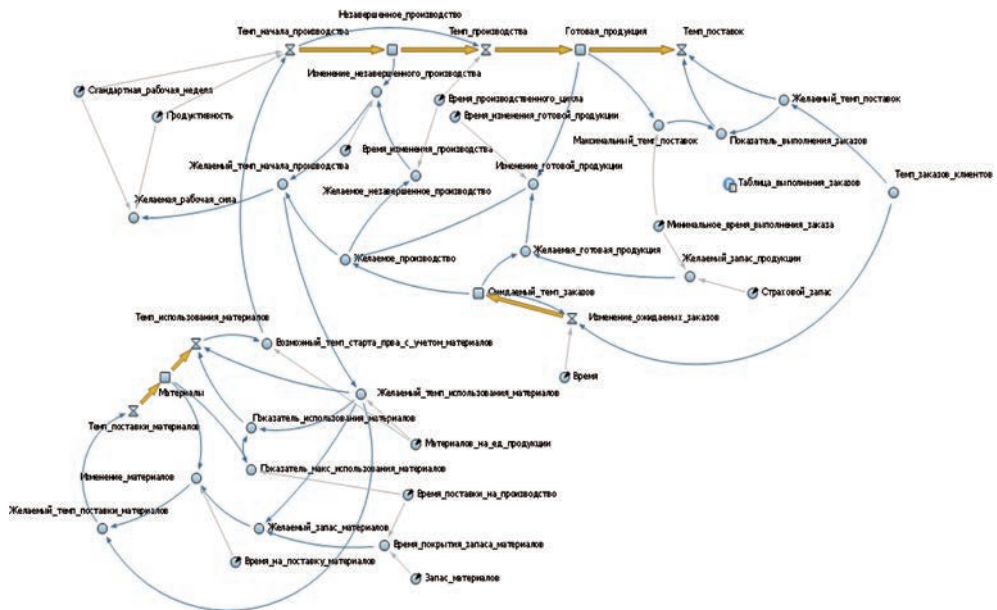 Незавершенное_производство
Темп_начала_производства
Темп_производства
Готовая_продукция
Темп_поставок
Изменение_незавершенного_производства
Стандартная_рабочая_неделя
Время_производственного_цикла
Желаемый_темп_поставок
Продуктивность
Время_изменения_готовой_продукции
Максимальный_темп_поставок
Показатель_выполнения_заказов
Время_изменения_производства
Желаемый_темп_начала_производства
Изменение_готовой_продукции
Темп_заказов_клиентов
Таблица_выполнения_заказов
Желаемое_незавершенное_производство
Желаемая_рабочая_сила
Минимальное_время_выполнения_заказа
Желаемая_готовая_продукция
Желаемое_производство
Желаемый_запас_продукции
Ожидаемый_темп_заказов
Страховой_запас
Темп_использования_материалов
Изменение_ожидаемых_заказов
Возможный_темп_старта_прва_с_учетом_материалов
Время
Материалы
Желаемый_темп_использования_материалов
Темп_поставки_материалов
Показатель_использования_материалов
Материалов_на_ед_продукции
Показатель_макс_использования_материалов
Изменение_материалов
Время_поставки_на_производство
Желаемый_темп_поставки_материалов
Желаемый_запас_материалов
Время_покрытия_запаса_материалов
Время_на_поставку_материалов
Запас_материалов